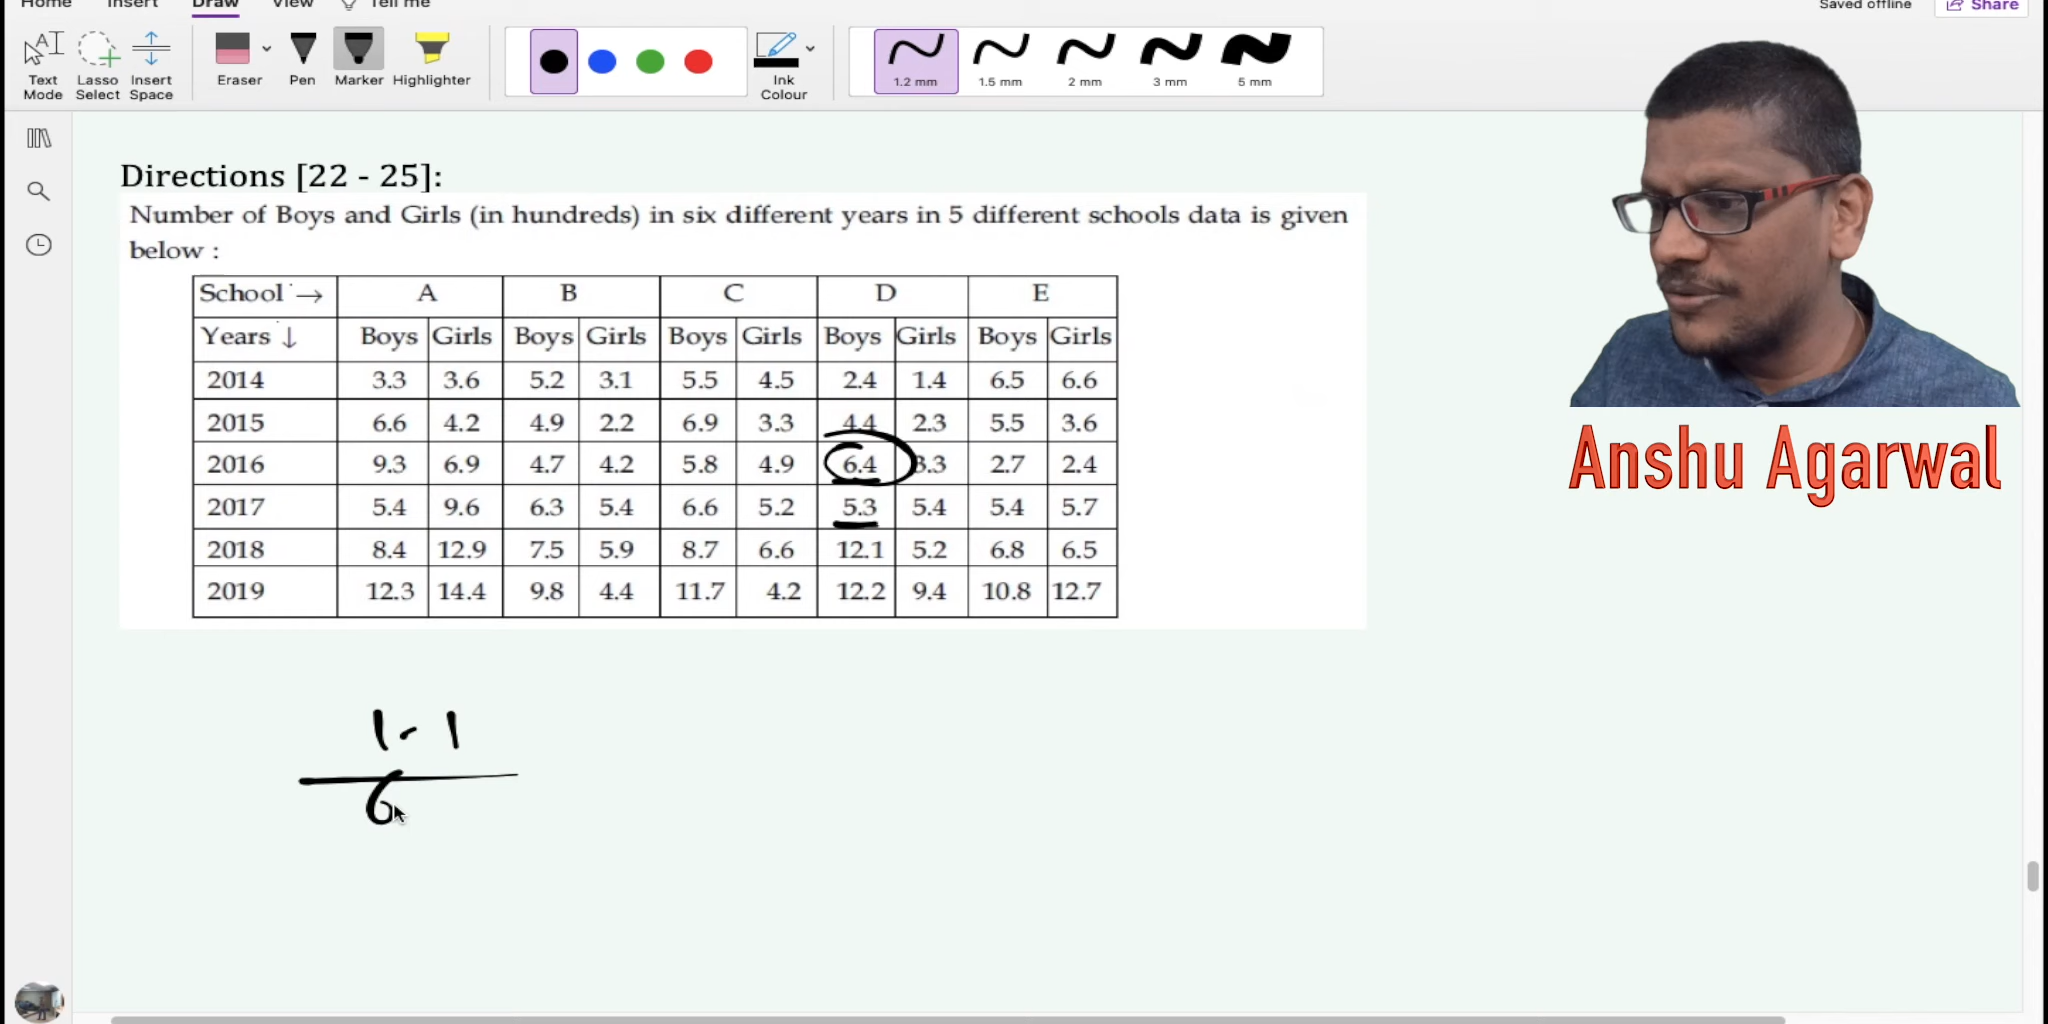 Home Insert Draw View Tell me Saved offline Share
Text Mode Lasso Select Insert Space Eraser Pen Marker Highlighter Ink Colour 1.2 mm 1.5 mm 2 mm 3 mm 5 mm
Directions [22 - 25]:
Number of Boys and Girls (in hundreds) in six different years in 5 different schools data is given
below :
School → A B C D E
Years ↓ Boys Girls Boys Girls Boys Girls Boys Girls Boys Girls
2014 3.3 3.6 5.2 3.1 5.5 4.5 2.4 1.4 6.5 6.6
2015 6.6 4.2 4.9 2.2 6.9 3.3 4.4 2.3 5.5 3.6
2016 9.3 6.9 4.7 4.2 5.8 4.9 6.4 3.3 2.7 2.4
2017 5.4 9.6 6.3 5.4 6.6 5.2 5.3 5.4 5.4 5.7
2018 8.4 12.9 7.5 5.9 8.7 6.6 12.1 5.2 6.8 6.5
2019 12.3 14.4 9.8 4.4 11.7 4.2 12.2 9.4 10.8 12.7
Anshu Agarwal
1.1
6